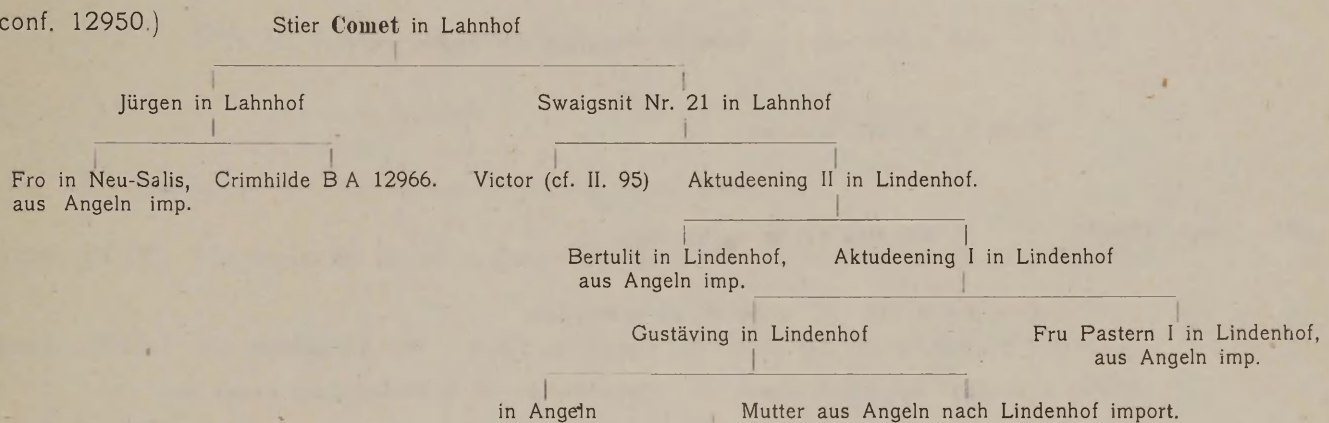 conf. 12950.) Stier Comet in Lahnhof
Jürgen in Lahnhof Swaigsnit Nr. 21 in Lahnhof
Fro in Neu-Salis, Crimhilde B A 12966. Victor (cf. II. 95) Aktudeening II in Lindenhof.
aus Angeln imp.
Bertulit in Lindenhof, Aktudeening I in Lindenhof
aus Angeln imp.
Gustäving in Lindenhof Fru Pastern I in Lindenhof,
aus Angeln imp.
in Angeln Mutter aus Angeln nach Lindenhof import.